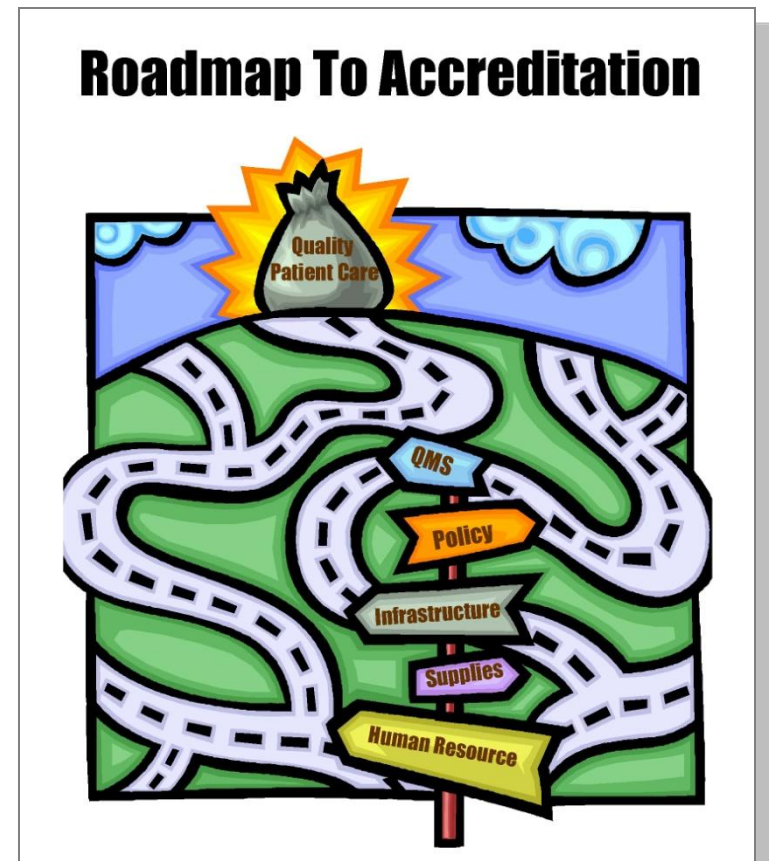 Roadmap To Accreditation
Quality
Patient Care
QMS
Policy
Infrastructure
Supplies
Human Resource